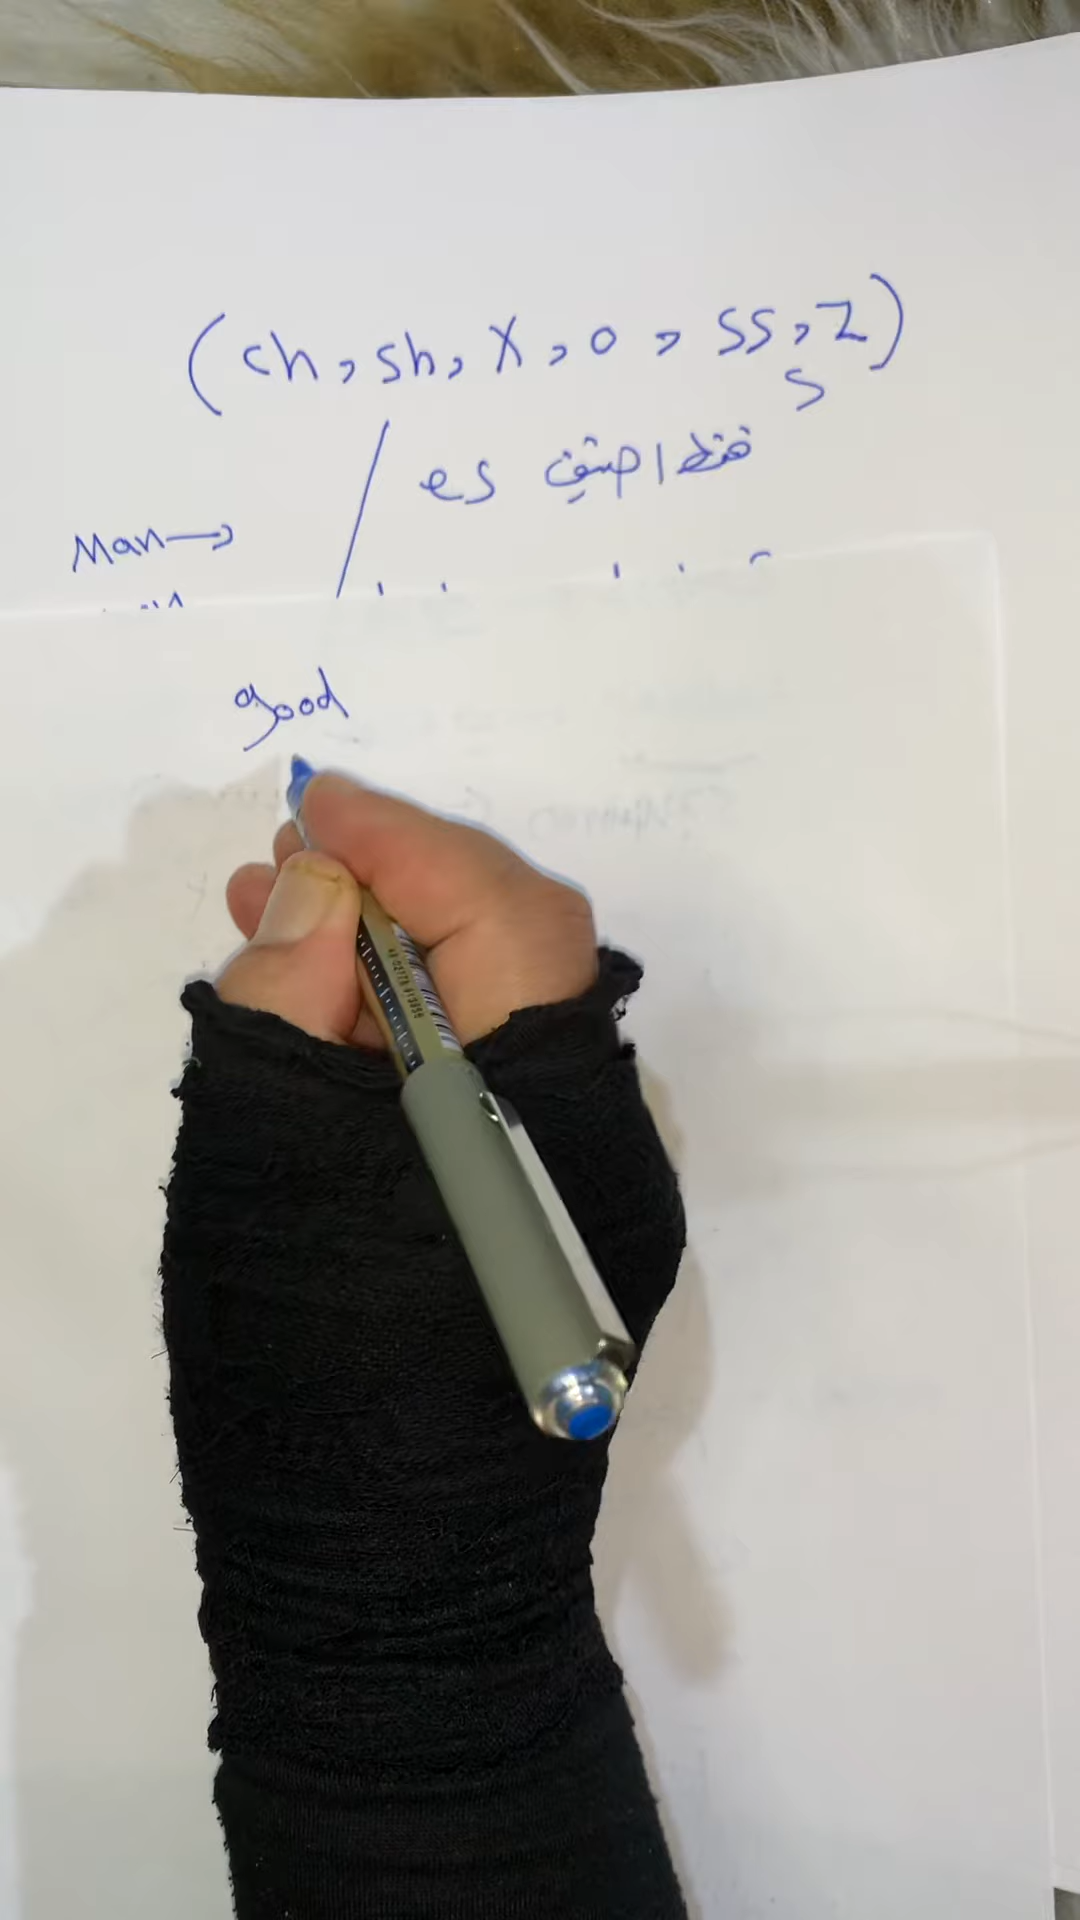 (ch, sh, X, o, ss, z)
s
es فقط اضيف
Man→
good